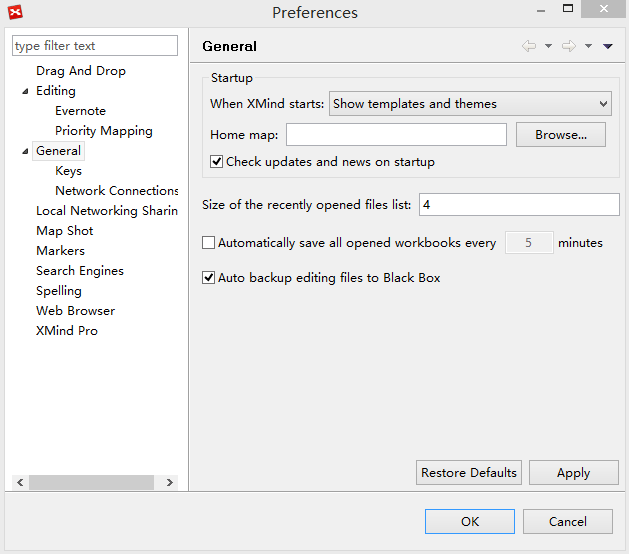 Preferences
type filter text
Drag And Drop
Editing
Evernote
Priority Mapping
General
Keys
Network Connections
Local Networking Sharin
Map Shot
Markers
Search Engines
Spelling
Web Browser
XMind Pro
General
Startup
When XMind starts: Show templates and themes
Home map: Browse...
Check updates and news on startup
Size of the recently opened files list: 4
Automatically save all opened workbooks every 5 minutes
Auto backup editing files to Black Box
Restore Defaults Apply
OK Cancel